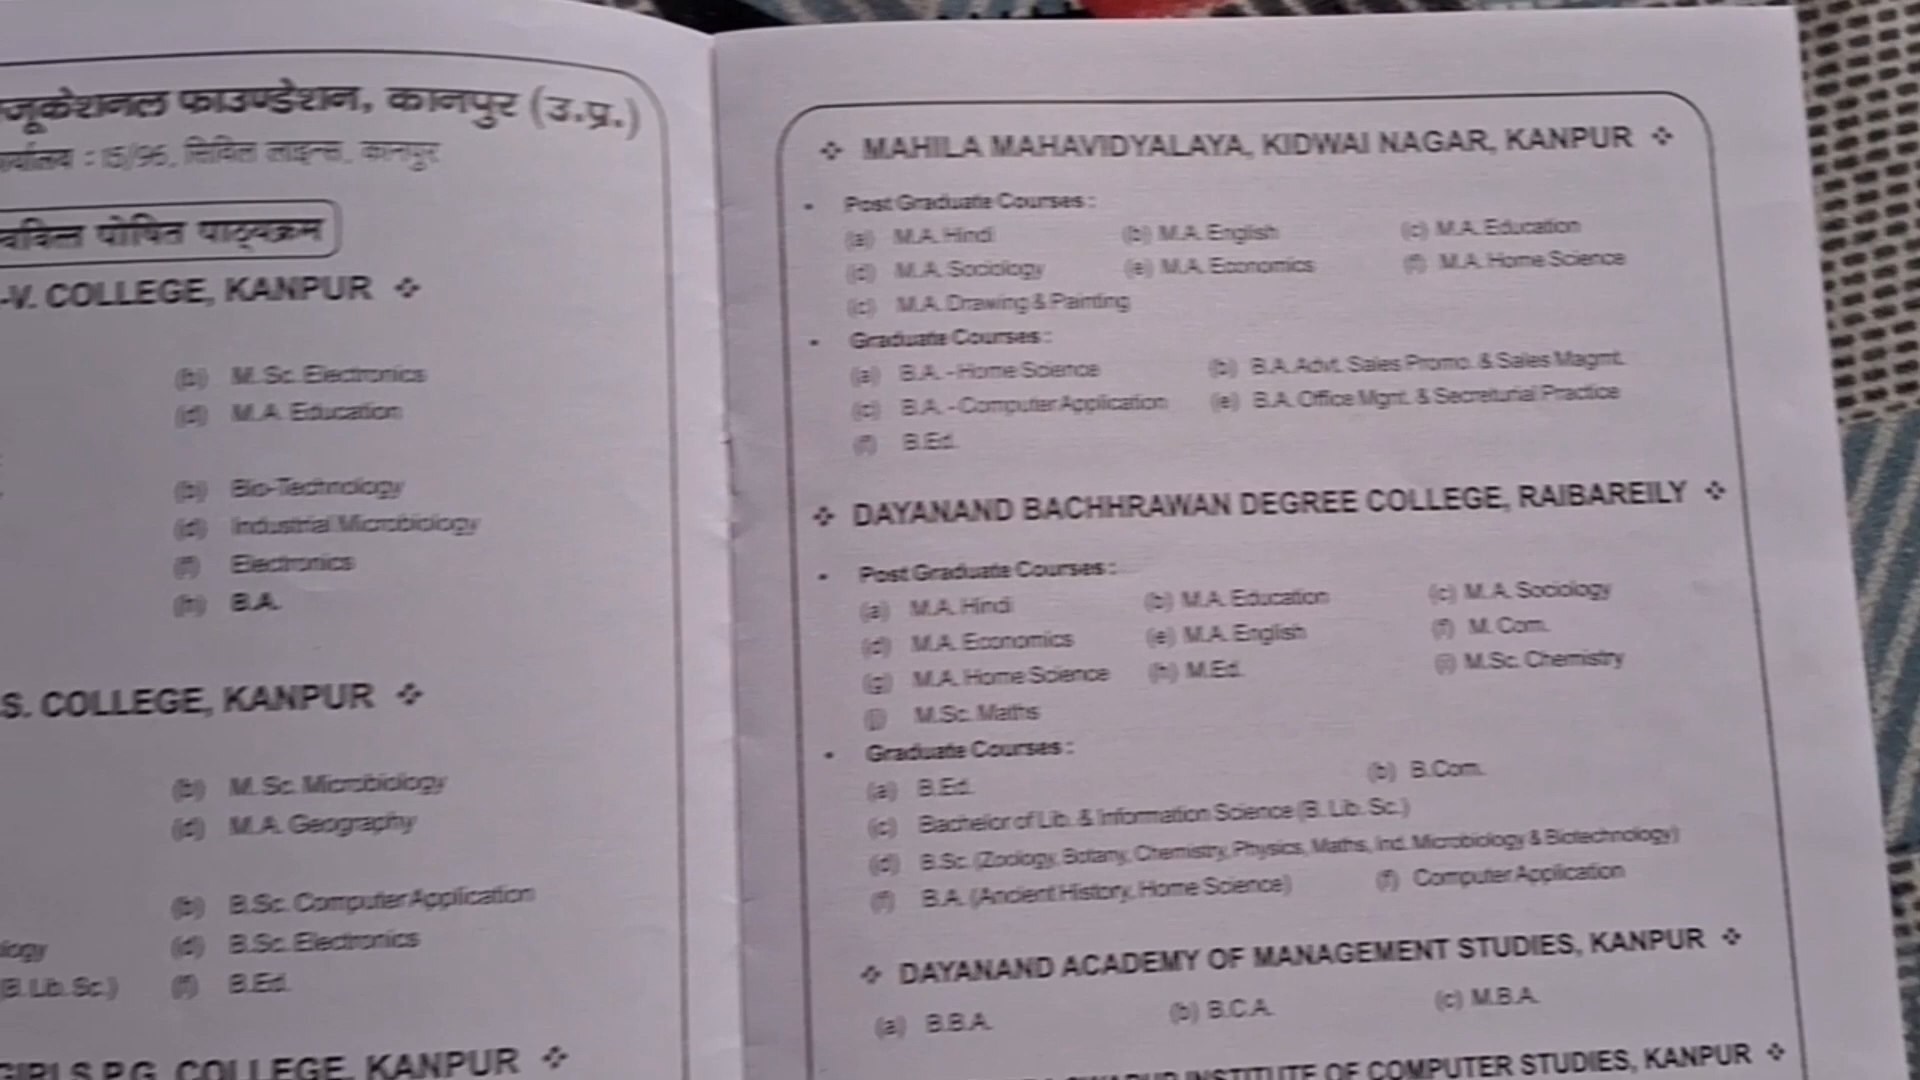 फाउण्डेशन, कानपुर (उ.प्र.)
: 15/96, सिविल लाइन्स, कानपुर
पोषित पाठ्यक्रम
-V. COLLEGE, KANPUR
(b) M. Sc. Electronics
(d) M.A. Education
(b) Bio-Technology
(d) Industrial Microbiology
(f) Electronics
(h) B.A.
S. COLLEGE, KANPUR
(b) M. Sc. Microbiology
(d) M.A. Geography
(b) B.Sc. Computer Application
(d) B.Sc. Electronics
(B. Lib. Sc.) (f) B.Ed.
GIRLS P.G. COLLEGE, KANPUR
MAHILA MAHAVIDYALAYA, KIDWAI NAGAR, KANPUR
• Post Graduate Courses :
(a) M.A. Hindi (b) M.A. English (c) M.A. Education
(d) M.A. Sociology (e) M.A. Economics (f) M.A. Home Science
(c) M.A. Drawing & Painting
• Graduate Courses :
(a) B.A. - Home Science (b) B.A. Advt. Sales Promo. & Sales Magmt.
(c) B.A. - Computer Application (e) B.A. Office Mgmt. & Secreturial Practice
(f) B.Ed.
DAYANAND BACHHRAWAN DEGREE COLLEGE, RAIBAREILY
• Post Graduate Courses :
(a) M.A. Hindi (b) M.A. Education (c) M.A. Sociology
(d) M.A. Economics (e) M.A. English (f) M. Com.
(g) M.A. Home Science (h) M.Ed. (i) M.Sc. Chemistry
(j) M.Sc. Maths
• Graduate Courses :
(a) B.Ed. (b) B.Com.
(c) Bachelor of Lib. & Information Science (B. Lib. Sc.)
(d) B.Sc. (Zoology, Botany, Chemistry, Physics, Maths, Ind. Microbiology & Biotechnology)
(f) B.A. (Ancient History, Home Science) (f) Computer Application
DAYANAND ACADEMY OF MANAGEMENT STUDIES, KANPUR
(a) B.B.A. (b) B.C.A. (c) M.B.A.
INSTITUTE OF COMPUTER STUDIES, KANPUR